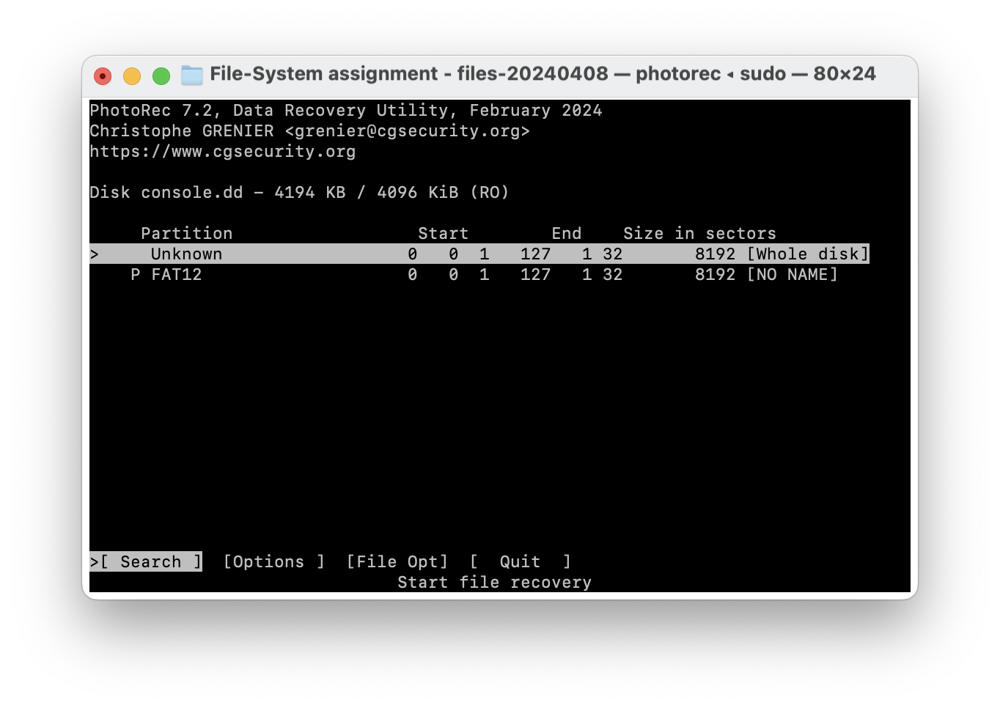 File-System assignment - files-20240408 — photorec ◂ sudo — 80×24
PhotoRec 7.2, Data Recovery Utility, February 2024
Christophe GRENIER <grenier@cgsecurity.org>
https://www.cgsecurity.org
Disk console.dd - 4194 KB / 4096 KiB (RO)
     Partition                  Start        End    Size in sectors
>     Unknown                  0   0  1   127   1 32       8192 [Whole disk]
    P FAT12                    0   0  1   127   1 32       8192 [NO NAME]
>[ Search ]  [Options ]  [File Opt]  [  Quit  ]
                              Start file recovery